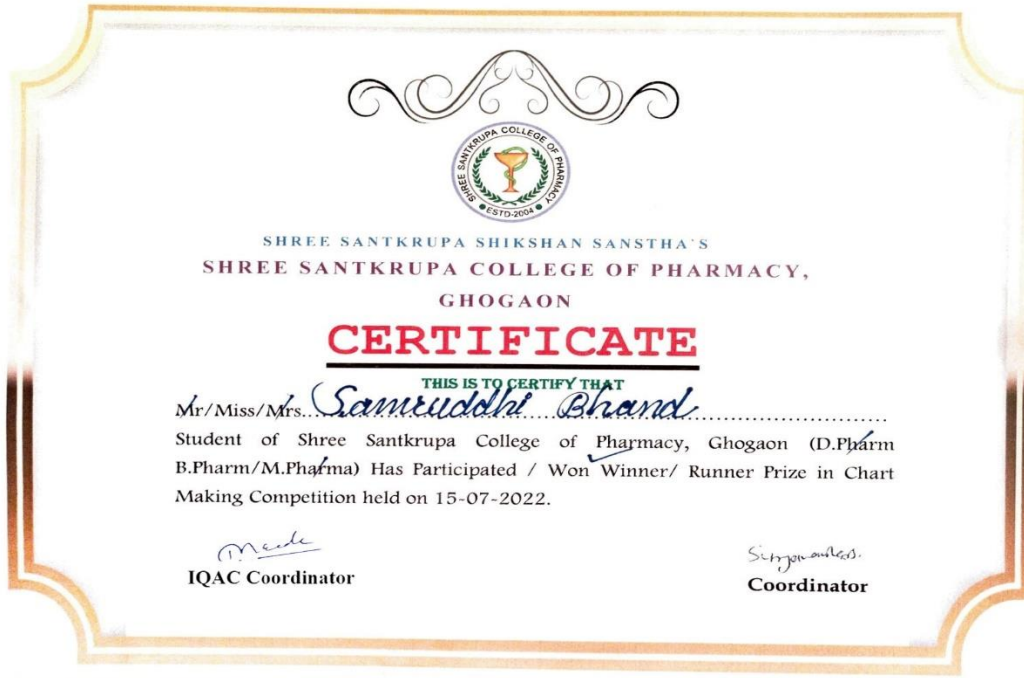 SHREE SANTKRUPA COLLEGE OF PHARMACY
ESTD-2004
SHREE SANTKRUPA SHIKSHAN SANSTHA`S
SHREE SANTKRUPA COLLEGE OF PHARMACY,
GHOGAON
CERTIFICATE
THIS IS TO CERTIFY THAT
Mr/Miss/Mrs... Samruddhi Bhand
Student of Shree Santkrupa College of Pharmacy, Ghogaon (D.Pharm
B.Pharm/M.Pharma) Has Participated / Won Winner/ Runner Prize in Chart
Making Competition held on 15-07-2022.
IQAC Coordinator
Coordinator